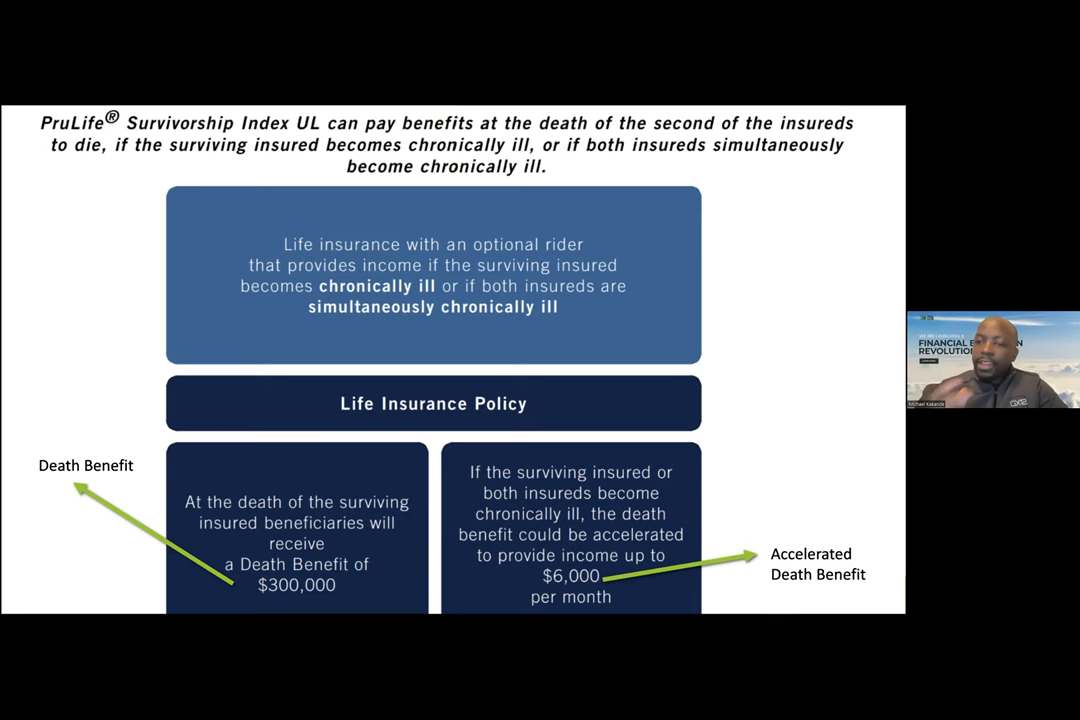 PruLife® Survivorship Index UL can pay benefits at the death of the second of the insureds
to die, if the surviving insured becomes chronically ill, or if both insureds simultaneously
become chronically ill.
Life insurance with an optional rider
that provides income if the surviving insured
becomes chronically ill or if both insureds are
simultaneously chronically ill
Life Insurance Policy
Death Benefit
At the death of the surviving
insured beneficiaries will
receive
a Death Benefit of
$300,000
If the surviving insured or
both insureds become
chronically ill, the death
benefit could be accelerated
to provide income up to
$6,000
per month
Accelerated
Death Benefit
FINANCIAL
REVOLUTION
Michael Kakande